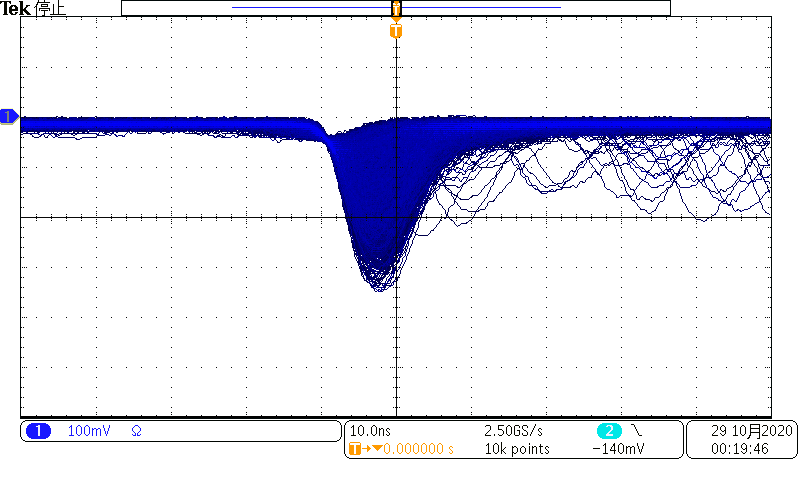 Tek 停止
T
T
1
1 100mV Ω
10.0ns 2.50GS/s 2 -140mV
T→▼0.000000 s 10k points
29 10月2020
00:19:46